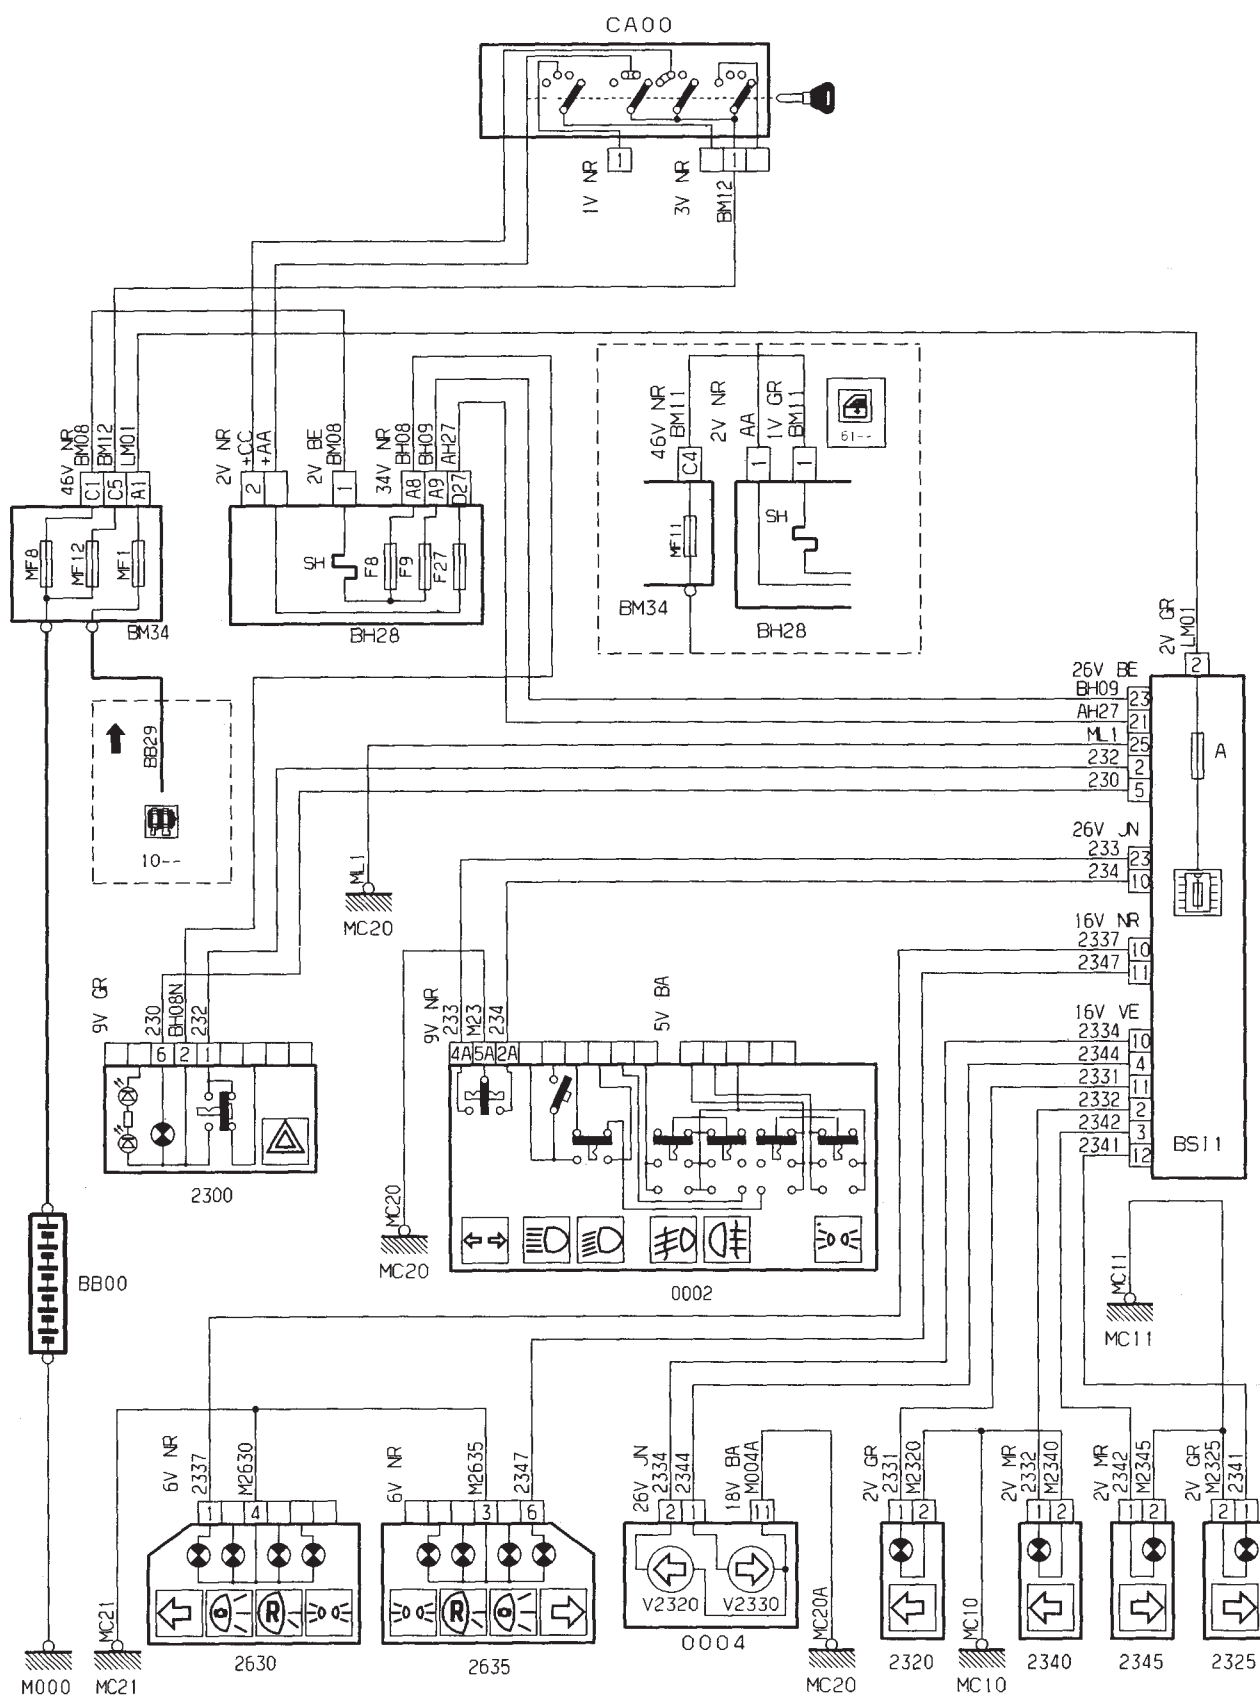 CA00
1
1
1V NR
3V NR
BM12
46V NR
BM08
BM12
LM01
2V NR
+CC
+AA
2V BE
BM08
34V NR
BH08
BH09
AH27
46V NR
BM11
2V NR
AA
1V GR
BM11
61--
C1
C5
A1
2
1
A8
A9
D27
C4
1
1
MF8
MF12
MF1
SH
F8
F9
F27
MF11
SH
BM34
BH28
BM34
BH28
2V GR
LM01
2
26V BE
BH09
23
AH27
21
ML1
25
232
2
230
5
A
BB29
10--
26V JN
233
23
234
10
ML1
MC20
16V NR
2337
10
2347
11
9V GR
230
BH08N
232
9V NR
233
M23
234
5V BA
16V VE
2334
10
2344
4
2331
11
2332
2
2342
3
2341
12
BSI1
6
2
1
4A
5A
2A
2300
MC20
MC20
0002
BB00
MC11
MC11
6V NR
2337
M2630
6V NR
M2635
2347
26V JN
2334
2344
18V BA
M004A
2V GR
2331
M2320
2V MR
2332
M2340
2V MR
2342
M2345
2V GR
M2325
2341
1
4
3
6
2
1
11
1
2
1
2
1
2
2
1
V2320
V2330
R
R
MC21
MC20A
MC10
M000
MC21
2630
2635
0004
MC20
2320
MC10
2340
2345
2325